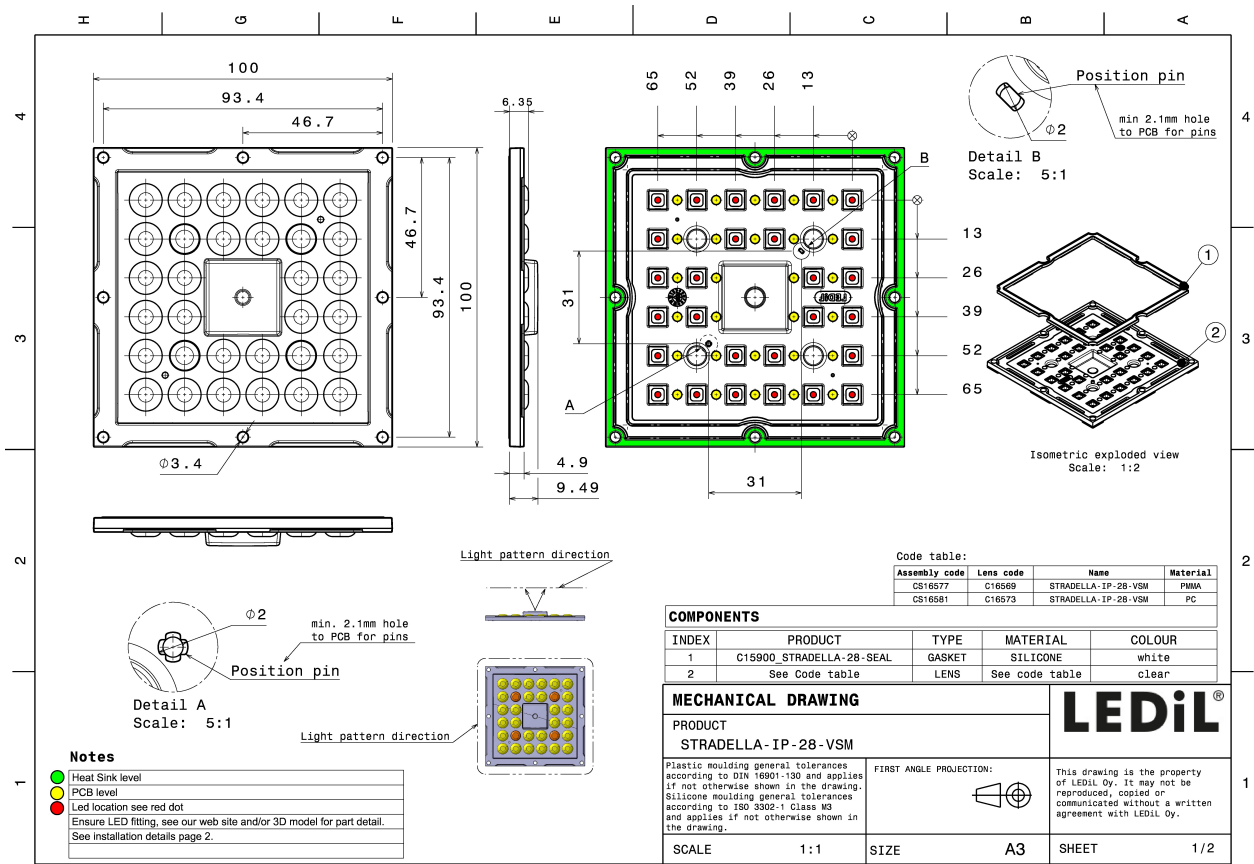 H G F E D C B A
4
3
2
1
4
3
2
1
100
93.4
46.7
46.7
93.4
100
Ø3.4
6.35
4.9
9.49
65 52 39 26 13
B
13
26
39
52
65
31
31
A
LEDiL
Position pin
min 2.1mm hole
to PCB for pins
Ø2
Detail B
Scale: 5:1
1
2
Isometric exploded view
Scale: 1:2
Light pattern direction
Light pattern direction
Ø2
min. 2.1mm hole
to PCB for pins
Position pin
Detail A
Scale: 5:1
Notes
Heat Sink level
PCB level
Led location see red dot
Ensure LED fitting, see our web site and/or 3D model for part detail.
See installation details page 2.
Code table:
Assembly code Lens code Name Material
CS16577 C16569 STRADELLA-IP-28-VSM PMMA
CS16581 C16573 STRADELLA-IP-28-VSM PC
COMPONENTS
INDEX PRODUCT TYPE MATERIAL COLOUR
1 C15900_STRADELLA-28-SEAL GASKET SILICONE white
2 See Code table LENS See code table clear
MECHANICAL DRAWING
PRODUCT
STRADELLA-IP-28-VSM
LEDiL®
Plastic moulding general tolerances
according to DIN 16901-130 and applies
if not otherwise shown in the drawing.
Silicone moulding general tolerances
according to ISO 3302-1 Class M3
and applies if not otherwise shown in
the drawing.
FIRST ANGLE PROJECTION:
This drawing is the property
of LEDiL Oy. It may not be
reproduced, copied or
communicated without a written
agreement with LEDiL Oy.
SCALE 1:1 SIZE A3 SHEET 1/2